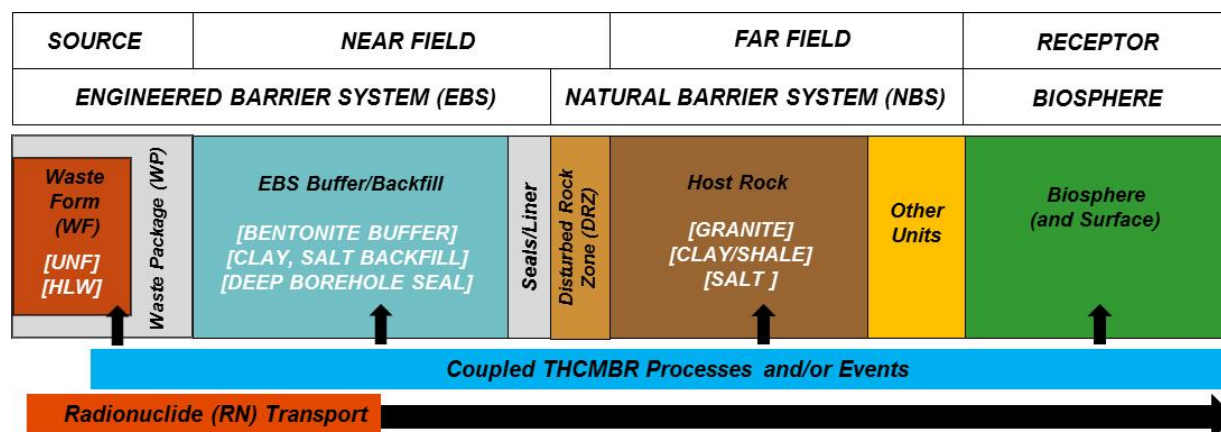 SOURCE
NEAR FIELD
FAR FIELD
RECEPTOR
ENGINEERED BARRIER SYSTEM (EBS)
NATURAL BARRIER SYSTEM (NBS)
BIOSPHERE
Waste
Form
(WF)
[UNF]
[HLW]
Waste Package (WP)
EBS Buffer/Backfill
[BENTONITE BUFFER]
[CLAY, SALT BACKFILL]
[DEEP BOREHOLE SEAL]
Seals/Liner
Disturbed Rock
Zone (DRZ)
Host Rock
[GRANITE]
[CLAY/SHALE]
[SALT ]
Other
Units
Biosphere
(and Surface)
Coupled THCMBR Processes and/or Events
Radionuclide (RN) Transport